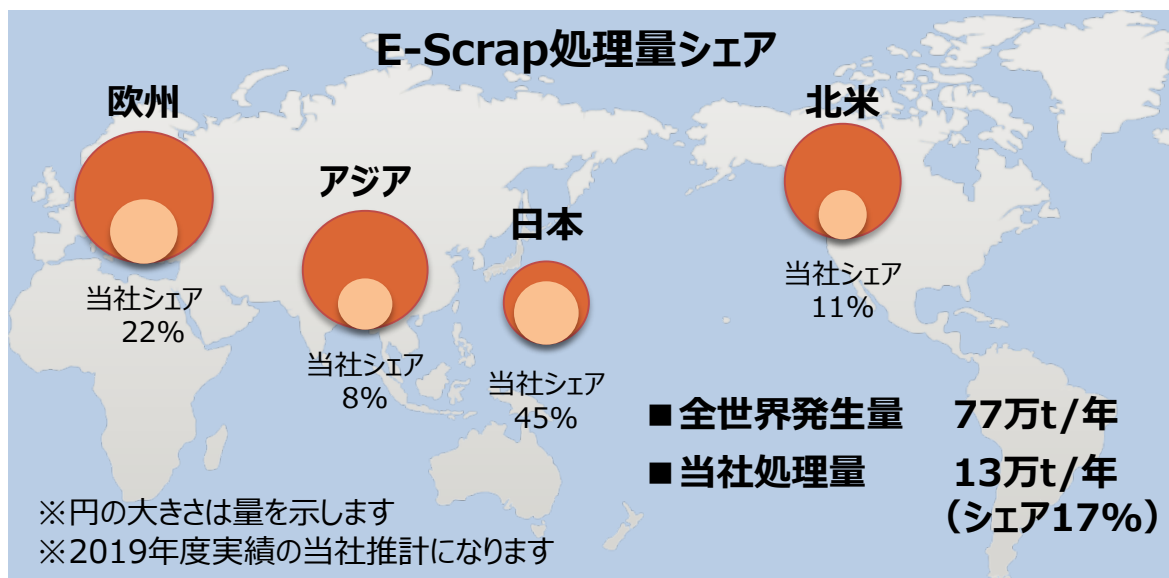 E-Scrap処理量シェア
欧州
当社シェア
22%
アジア
当社シェア
8%
日本
当社シェア
45%
北米
当社シェア
11%
■全世界発生量 77万t/年
■当社処理量 13万t/年
（シェア17%）
※円の大きさは量を示します
※2019年度実績の当社推計になります